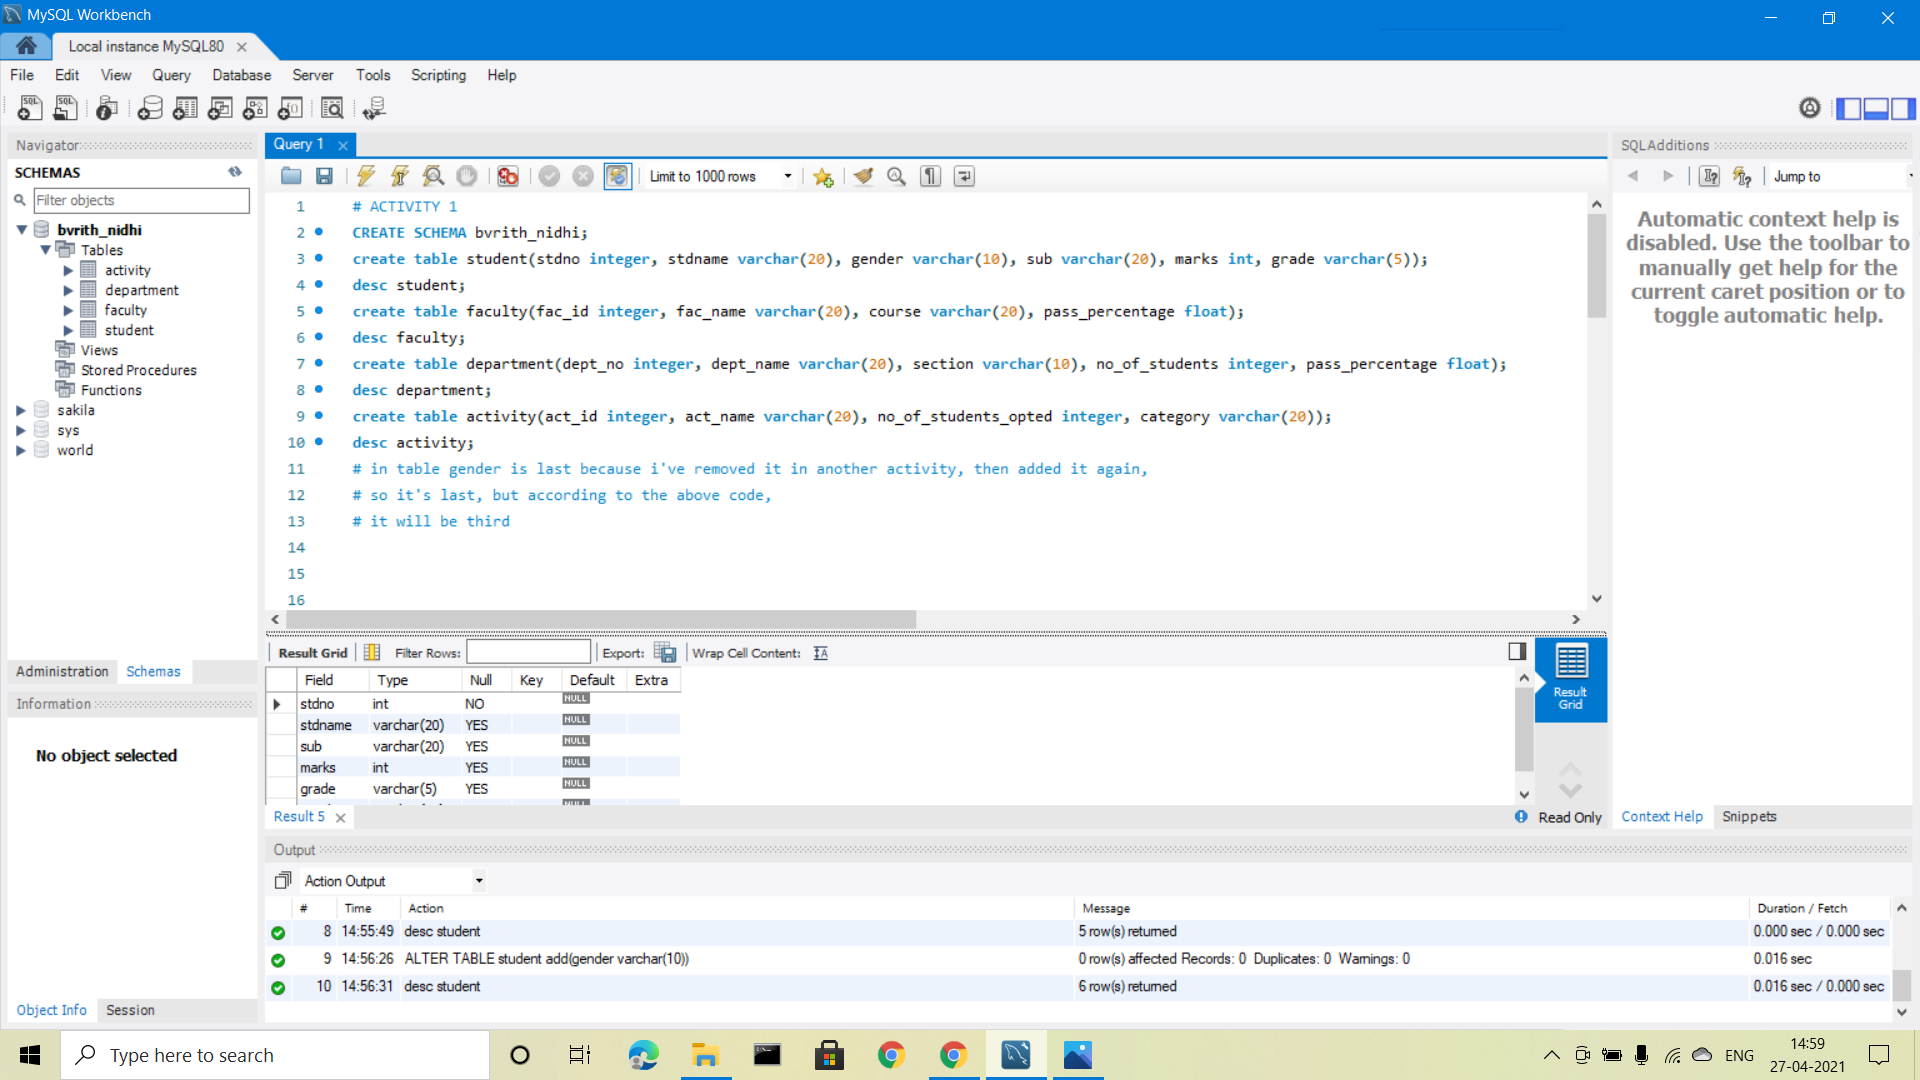 MySQL Workbench
Local instance MySQL80
File Edit View Query Database Server Tools Scripting Help
Navigator
SCHEMAS
Filter objects
bvrith_nidhi
Tables
activity
department
faculty
student
Views
Stored Procedures
Functions
sakila
sys
world
Administration Schemas
Information
No object selected
Object Info Session
Query 1
Limit to 1000 rows
1 # ACTIVITY 1
2 CREATE SCHEMA bvrith_nidhi;
3 create table student(stdno integer, stdname varchar(20), gender varchar(10), sub varchar(20), marks int, grade varchar(5));
4 desc student;
5 create table faculty(fac_id integer, fac_name varchar(20), course varchar(20), pass_percentage float);
6 desc faculty;
7 create table department(dept_no integer, dept_name varchar(20), section varchar(10), no_of_students integer, pass_percentage float);
8 desc department;
9 create table activity(act_id integer, act_name varchar(20), no_of_students_opted integer, category varchar(20));
10 desc activity;
11 # in table gender is last because i've removed it in another activity, then added it again,
12 # so it's last, but according to the above code,
13 # it will be third
14
15
16
Result Grid Filter Rows: Export: Wrap Cell Content:
Field Type Null Key Default Extra
stdno int NO NULL
stdname varchar(20) YES NULL
sub varchar(20) YES NULL
marks int YES NULL
grade varchar(5) YES NULL
Result Grid
Result 5
Read Only
SQLAdditions
Jump to
Automatic context help is
disabled. Use the toolbar to
manually get help for the
current caret position or to
toggle automatic help.
Context Help Snippets
Output
Action Output
# Time Action Message Duration / Fetch
8 14:55:49 desc student 5 row(s) returned 0.000 sec / 0.000 sec
9 14:56:26 ALTER TABLE student add(gender varchar(10)) 0 row(s) affected Records: 0 Duplicates: 0 Warnings: 0 0.016 sec
10 14:56:31 desc student 6 row(s) returned 0.016 sec / 0.000 sec
Type here to search
ENG
14:59
27-04-2021